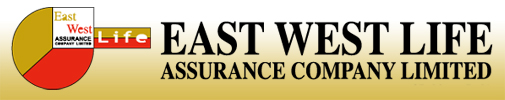 East
West
ASSURANCE
COMPANY LIMITED
Life
EAST WEST LIFE
ASSURANCE COMPANY LIMITED